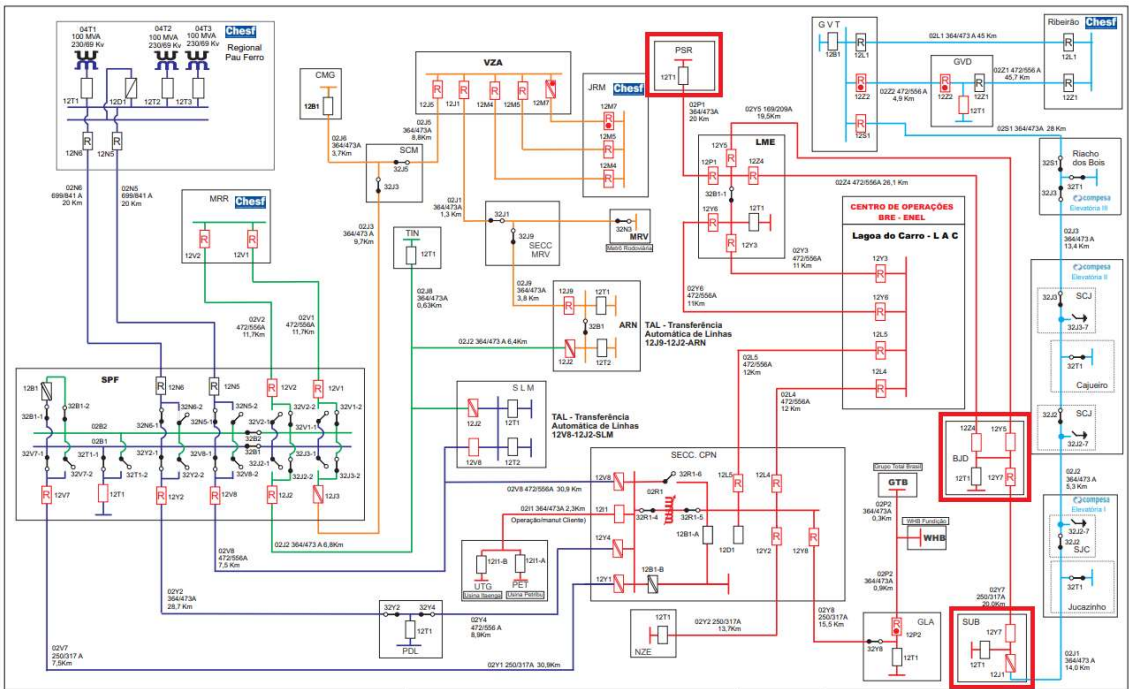 04T1
100 MVA
230/69 Kv
04T2
100 MVA
230/69 Kv
04T3
100 MVA
230/69 Kv
Chesf
Regional
Pau Ferro
12T1
12D1
12T2
12T3
R
12N6
R
12N5
02N6
699/841 A
20 Km
02N5
699/841 A
20 Km
MRR
Chesf
R
R
12V2
12V1
02V2
472/556A
11,7Km
02V1
472/556A
11,7Km
CMG
12B1
02J6
364/473A
3,7Km
02J5
364/473A
8,8Km
SCM
32J5
32J3
02J3
364/473 A
9,7Km
VZA
12J5
12J1
12M4
12M5
12M7
JRM
Chesf
12M7
12M5
12M4
02J1
364/473A
1,3 Km
32J1
32J9
SECC
MRV
32N3
MRV
Metrô Rodoviária
TIN
12T1
02J8
364/473A
0,63Km
02J9
364/473A
3,8 Km
12J9
12T1
32B1
12J2
12T2
ARN
TAL - Transferência
Automática de Linhas
12J9-12J2-ARN
02J2 364/473 A 6,4Km
SLM
12J2
12T1
12V8
12T2
TAL - Transferência
Automática de Linhas
12V8-12J2-SLM
SPF
12B1
32B1-1
32B1-2
12N6
12N5
12V2
12V1
32N6-2
32N5-2
32V2-2
32V1-2
32N6-1
32N5-1
32V2-1
32V1-1
02B2
32B2
02B1
32B1
32V7-1
32T1-1
32Y2-1
32V8-1
32J2-1
32J3-1
32V7-2
32T1-2
32Y2-2
32V8-2
32J2-2
32J3-2
12V7
12T1
12Y2
12V8
12J2
12J3
02J2 364/473 A 6,8Km
02V8 472/556A 30,9 Km
02V8
472/556A
7,5 Km
02Y2
364/473A
28,7 Km
02V7
250/317 A
7,5Km
02Y1 250/317A 30,9Km
02I1 364/473A 2,3Km
Operação/manut Cliente)
12I1-B
12I1-A
UTG
PET
Usina Petribu
32Y2
32Y4
12T1
PDL
02Y4
472/556 A
8,9Km
SECC. CPN
12V8
32R1-6
02R1
12L5
12L4
12I1
32R1-4
32R1-5
12B1-A
12D1
12Y2
12Y8
12Y4
12Y1
12B1-B
12T1
NZE
02Y2 250/317A
13,7Km
02Y8
250/317A
15,5 Km
PSR
12T1
02P1
364/473A
20 Km
02Y5 169/209A
19,5Km
LME
12Y5
12P1
12Z4
32B1-1
12Y6
12T1
12Y3
02Z4 472/556A 26,1 Km
02Y3
472/556A
11 Km
02Y6
472/556A
11Km
02L5
472/556A
12Km
02L4
472/556A
12 Km
CENTRO DE OPERAÇÕES
BRE - ENEL
Lagoa do Carro - L A C
12Y3
12Y6
12L5
12L4
G V T
12B1
12L1
12Z2
12S1
02L1 364/473 A 45 Km
GVD
12Z2
12Z1
12T1
02Z2 472/556 A
4,9 Km
02Z1 472/556 A
45,7 Km
Ribeirão
Chesf
12L1
12Z1
02S1 364/473A 28 Km
Riacho
dos Bois
32S1
32T1
32J3
compesa
Elevatória III
02J3
364/473 A
13,4 Km
compesa
Elevatória II
SCJ
32J3
32J3-7
32T1
Cajueiro
32J2
SCJ
32J2-7
02J2
364/473 A
5,3 Km
compesa
Elevatória I
32J2-7
32J2
SJC
32T1
Jucazinho
02J1
364/473 A
14,0 Km
12Z4
12Y5
BJD
12T1
12Y7
Grupo Total Brasil
GTB
02P2
364/473A
0,3Km
WHB Fundição
WHB
02P2
364/473A
0,9Km
GLA
12P2
32Y8
12T1
02Y7
250/317A
20,0Km
SUB
12Y7
12T1
12J1